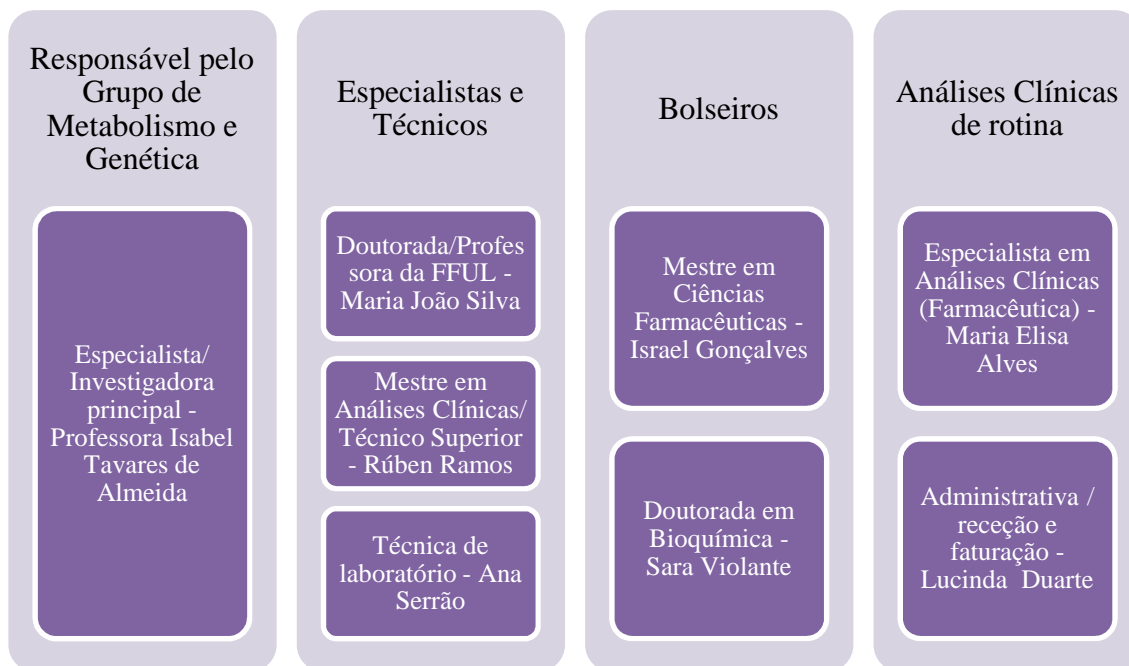 Responsável pelo
Grupo de
Metabolismo e
Genética
Especialista/
Investigadora
principal -
Professora Isabel
Tavares de
Almeida
Especialistas e
Técnicos
Doutorada/Profes
sora da FFUL -
Maria João Silva
Mestre em
Análises Clínicas/
Técnico Superior
- Rúben Ramos
Técnica de
laboratório - Ana
Serrão
Bolseiros
Mestre em
Ciências
Farmacêuticas -
Israel Gonçalves
Doutorada em
Bioquímica -
Sara Violante
Análises Clínicas
de rotina
Especialista em
Análises Clínicas
(Farmacêutica) -
Maria Elisa
Alves
Administrativa /
receção e
faturação -
Lucinda Duarte